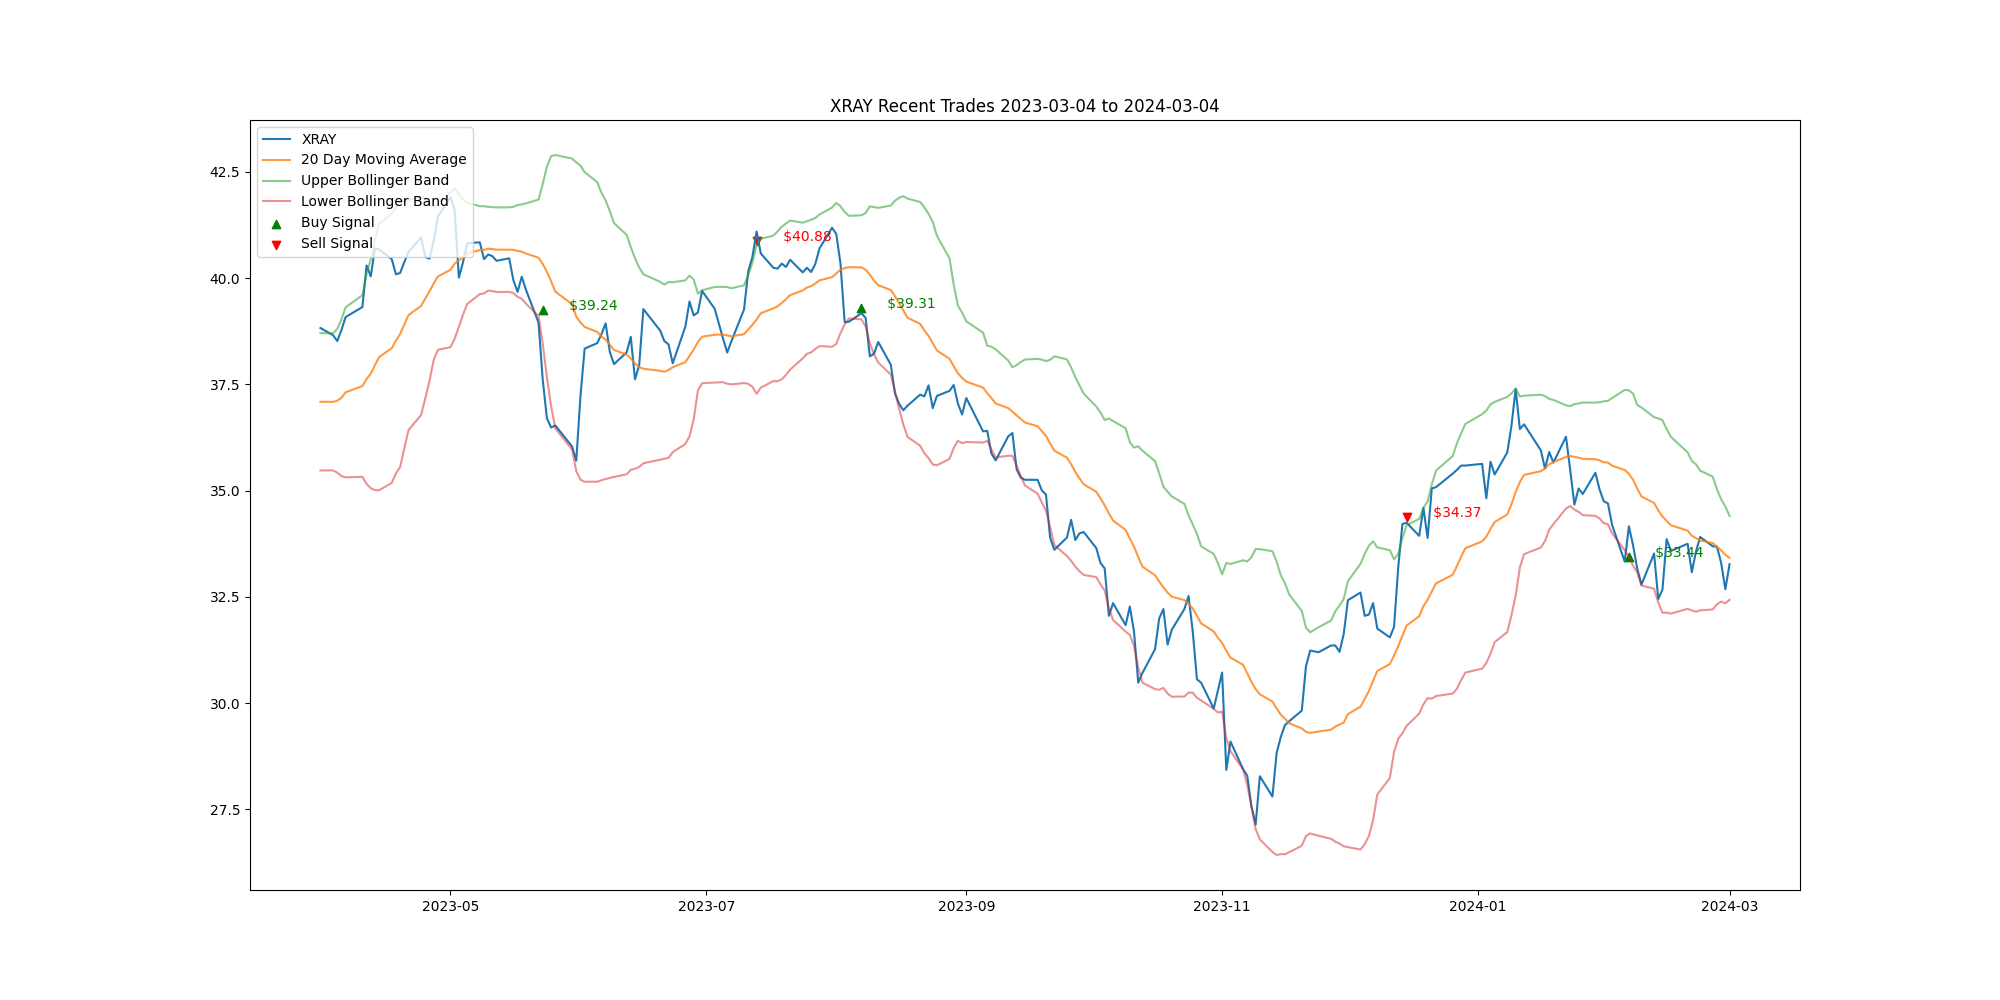 XRAY Recent Trades 2023-03-04 to 2024-03-04
XRAY
20 Day Moving Average
Upper Bollinger Band
Lower Bollinger Band
Buy Signal
Sell Signal
42.5
40.0
37.5
35.0
32.5
30.0
27.5
$39.24
$40.88
$39.31
$34.37
$33.44
2023-05
2023-07
2023-09
2023-11
2024-01
2024-03